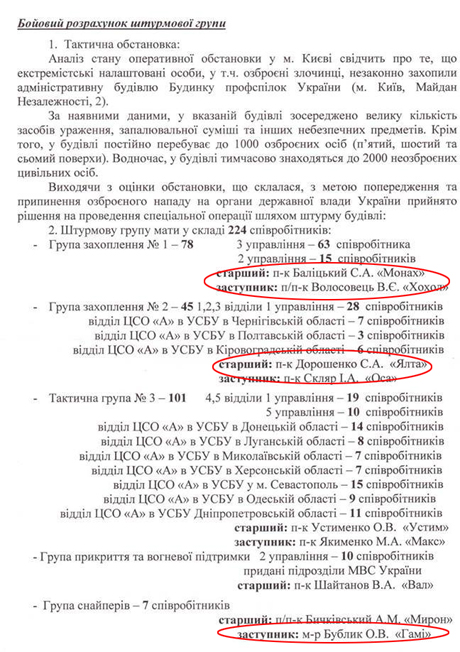 Бойовий розрахунок штурмової групи
1. Тактична обстановка:
Аналіз стану оперативної обстановки у м. Києві свідчить про те, що
екстремістські налаштовані особи, у т.ч. озброєні злочинці, незаконно захопили
адміністративну будівлю Будинку профспілок України (м. Київ, Майдан
Незалежності, 2).
За наявними даними, у вказаній будівлі зосереджено велику кількість
засобів ураження, запалювальної суміші та інших небезпечних предметів. Крім
того, у будівлі постійно перебуває до 1000 озброєних осіб (п'ятий, шостий та
сьомий поверхи). Водночас, у будівлі тимчасово знаходяться до 2000 неозброєних
цивільних осіб.
Виходячи з оцінки обстановки, що склалася, з метою попередження та
припинення озброєного нападу на органи державної влади України прийнято
рішення на проведення спеціальної операції шляхом штурму будівлі:
2. Штурмову групу мати у складі 224 співробітників:
- Група захоплення № 1 – 78 3 управління – 63 співробітника
2 управління – 15 співробітників
старший: п-к Баліцький С.А. «Монах»
заступник: п/п-к Волосовець В.Є. «Хохол»
- Група захоплення № 2 – 45 1,2,3 відділи 1 управління – 28 співробітників
відділ ЦСО «А» в УСБУ в Чернігівській області – 7 співробітників
відділ ЦСО «А» в УСБУ в Полтавській області – 3 співробітників
відділ ЦСО «А» в УСБУ в Кіровоградській області – 6 співробітників
старший: п-к Дорошенко С.А. «Ялта»
заступник: п-к Скляр І.А. «Оса»
- Тактична група № 3 – 101 4,5 відділи 1 управління – 19 співробітників
5 управління – 10 співробітників
відділ ЦСО «А» в УСБУ в Донецькій області – 14 співробітників
відділ ЦСО «А» в УСБУ в Луганській області – 8 співробітників
відділ ЦСО «А» в УСБУ в Миколаївській області – 7 співробітників
відділ ЦСО «А» в УСБУ в Херсонській області – 7 співробітників
відділ ЦСО «А» в УСБУ у м. Севастополь – 15 співробітників
відділ ЦСО «А» в УСБУ в Одеській області – 9 співробітників
відділ ЦСО «А» в УСБУ Дніпропетровській області – 11 співробітників
старший: п-к Устименко О.В. «Устим»
заступник: п-к Якименко М.А. «Макс»
- Група прикриття та вогневої підтримки 2 управління – 10 співробітників
придані підрозділи МВС України
старший: п-к Шайтанов В.А. «Вал»
- Група снайперів – 7 співробітників
старший: п/п-к Бичківський А.М. «Мирон»
заступник: м-р Бублик О.В. «Гамі»